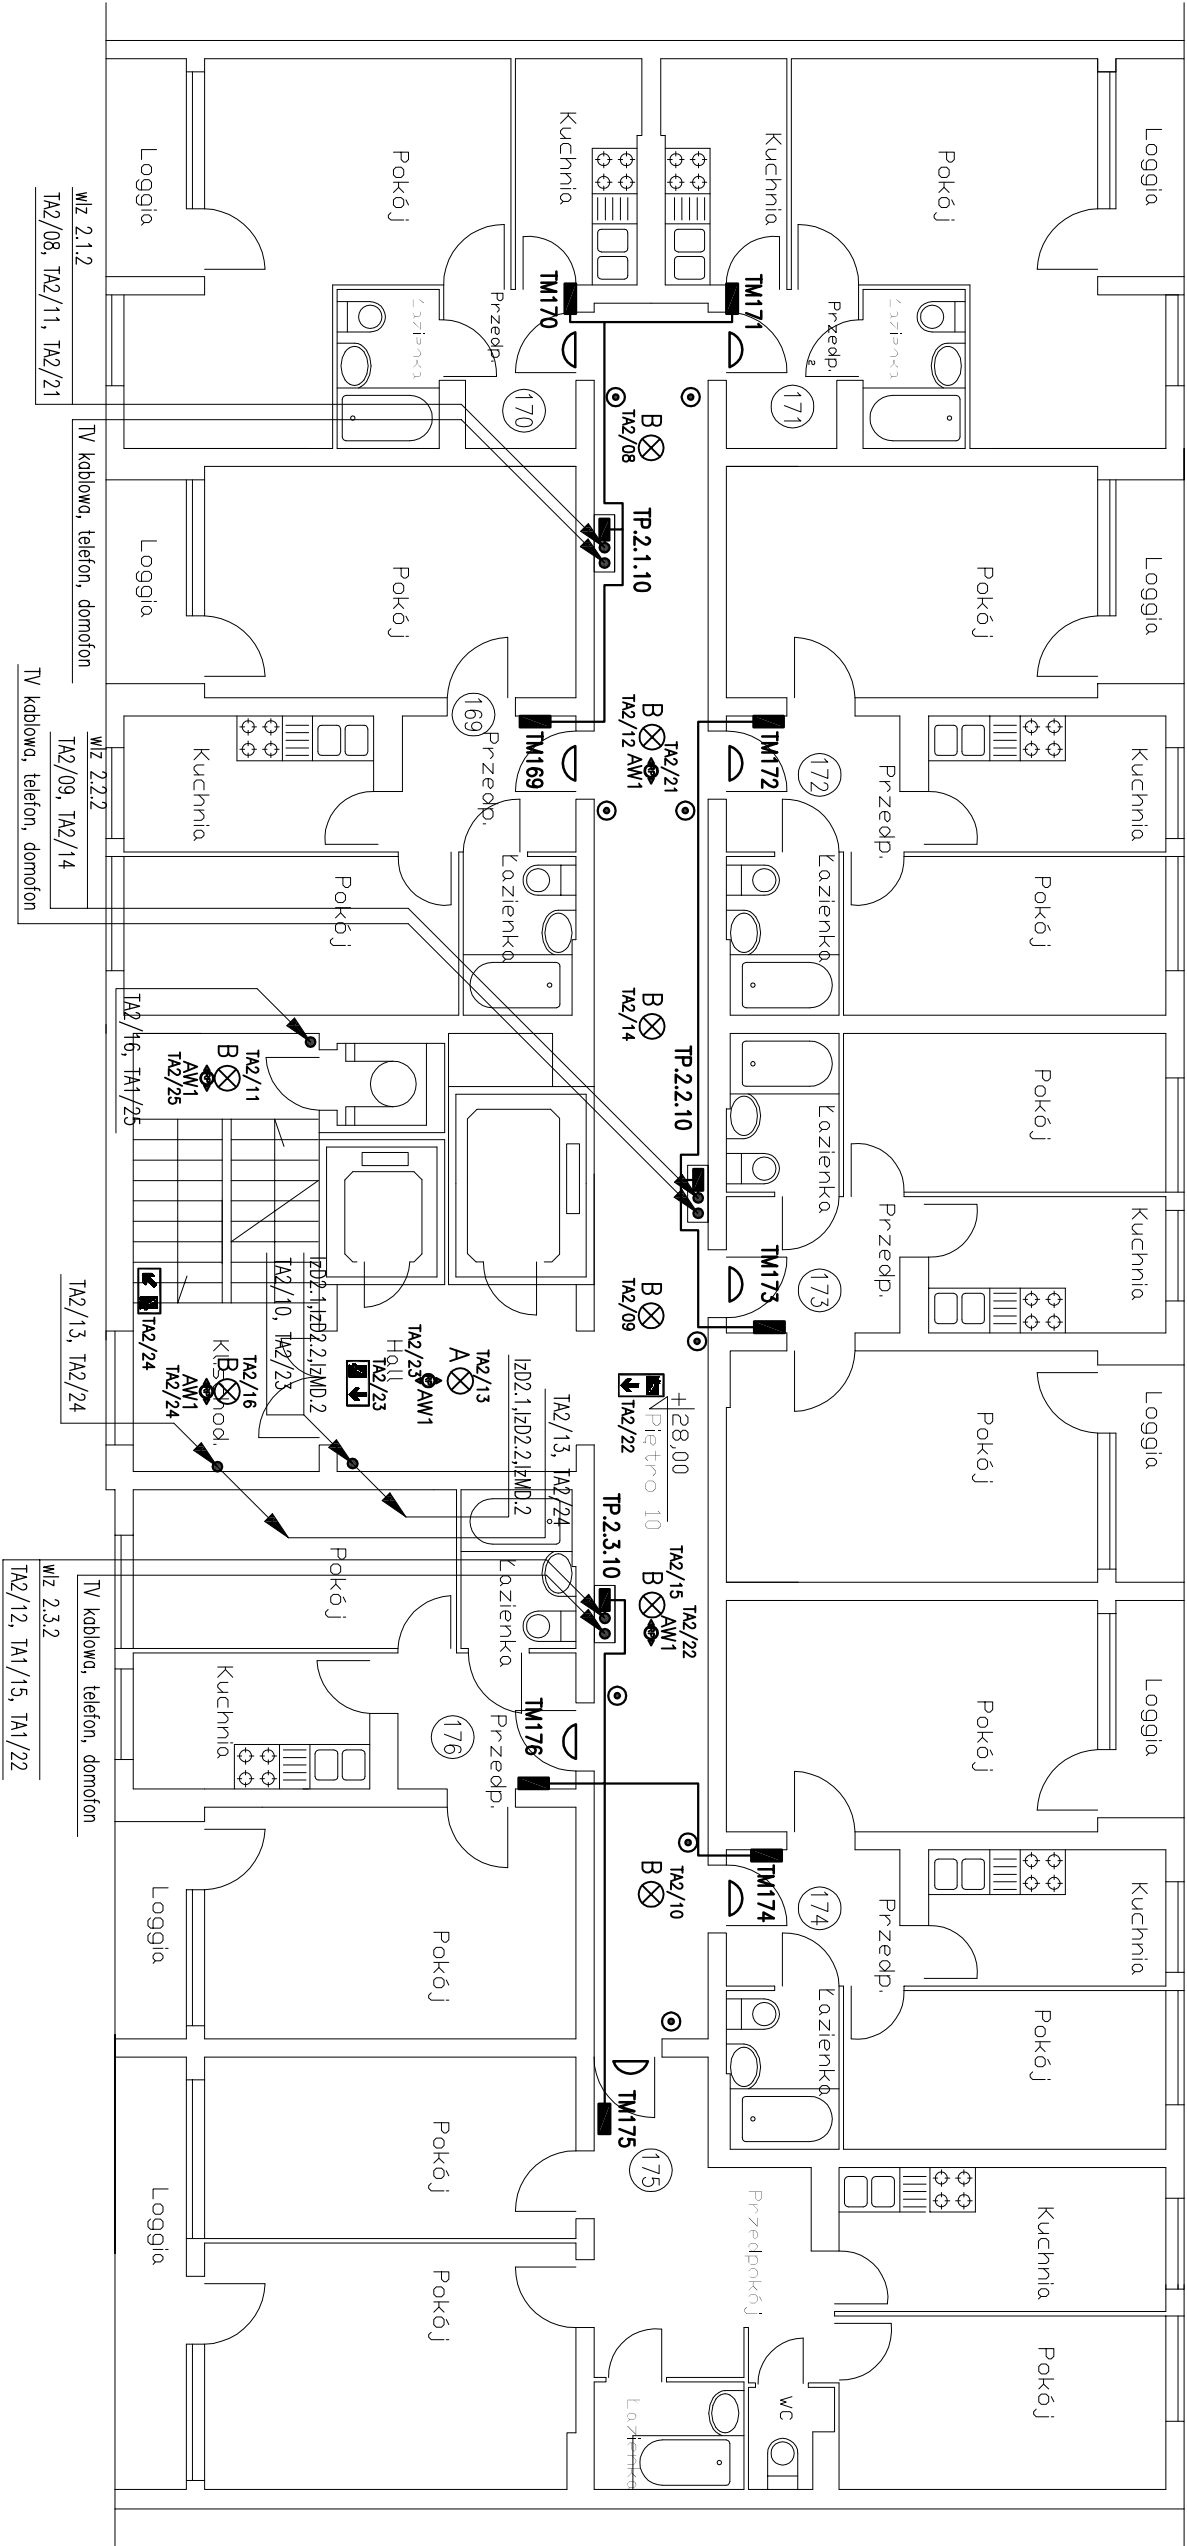 Loggia
Pokój
Kuchnia
Kuchnia
Pokój
Loggia
Przedp.
Łazienka
TM171
171
TM170
170
Przedp.
Łazienka
wlz 2.1.2
TA2/08, TA2/11, TA2/21
TV kablowa, telefon, domofon
B
TA2/08
TP.2.1.10
Loggia
Pokój
Pokój
Loggia
Kuchnia
Przedp.
172
TM172
B
TA2/12
TA2/21
AW1
TM169
169
Przedp.
Kuchnia
wlz 2.2.2
TA2/09, TA2/14
TV kablowa, telefon, domofon
Pokój
Łazienka
Łazienka
Pokój
B
TA2/14
TP.2.2.10
TA2/16, TA1/25
TA2/11
B
AW1
TA2/25
Pokój
Łazienka
Kuchnia
Przedp.
173
TM173
B
TA2/09
Loggia
Pokój
+28,00
Piętro 10
TA2/22
TA2/13
A
AW1
TA2/23
Hall
TA2/23
IzD2.1,IzD2.2,IzMD.2
TA2/10, TA2/23
TA2/24
TA2/16
B
AW1
TA2/24
Kl.schod.
TA2/13, TA2/24
TA2/13, TA2/24
IzD2.1,IzD2.2,IzMD.2
TP.2.3.10
TA2/15
B
TA2/22
AW1
Pokój
Łazienka
TV kablowa, telefon, domofon
wlz 2.3.2
TA2/12, TA1/15, TA1/22
Loggia
Pokój
Kuchnia
176
TM176
Przedp.
Kuchnia
Przedp.
174
TM174
TA2/10
B
Loggia
Pokój
Pokój
Łazienka
TM175
175
Pokój
Loggia
Pokój
Przedpokój
Kuchnia
Pokój
WC
Łazienka